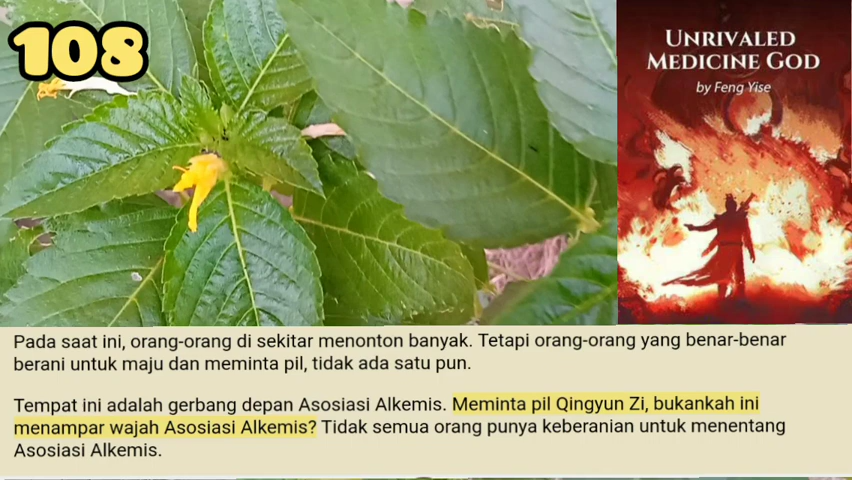 108
UNRIVALED
MEDICINE GOD
by Feng Yise
Pada saat ini, orang-orang di sekitar menonton banyak. Tetapi orang-orang yang benar-benar
berani untuk maju dan meminta pil, tidak ada satu pun.
Tempat ini adalah gerbang depan Asosiasi Alkemis. Meminta pil Qingyun Zi, bukankah ini
menampar wajah Asosiasi Alkemis? Tidak semua orang punya keberanian untuk menentang
Asosiasi Alkemis.